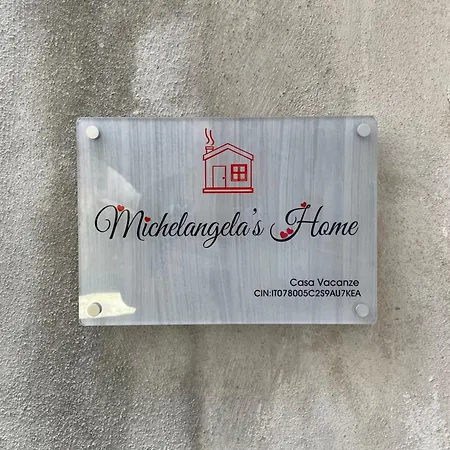 Michelangela's Home
Casa Vacanze
CIN:IT078005C2S9AU7KEA